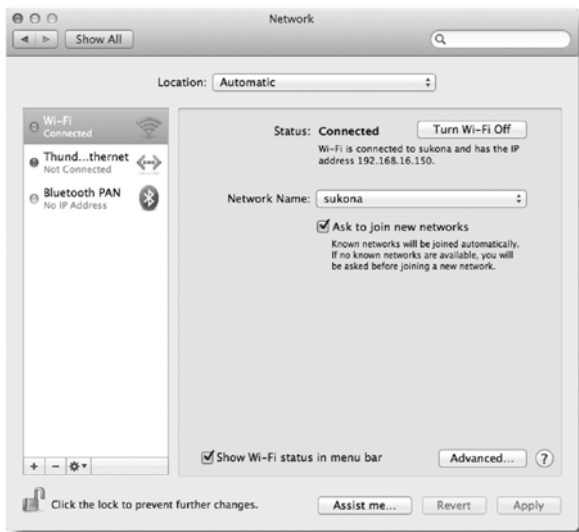 Network
Show All
Location: Automatic
Wi-Fi
Connected
Thund...thernet
Not Connected
Bluetooth PAN
No IP Address
Status: Connected
Turn Wi-Fi Off
Wi-Fi is connected to sukona and has the IP
address 192.168.16.150.
Network Name: sukona
Ask to join new networks
Known networks will be joined automatically.
If no known networks are available, you will
be asked before joining a new network.
Show Wi-Fi status in menu bar
Advanced...
?
+ −
Click the lock to prevent further changes.
Assist me...
Revert
Apply